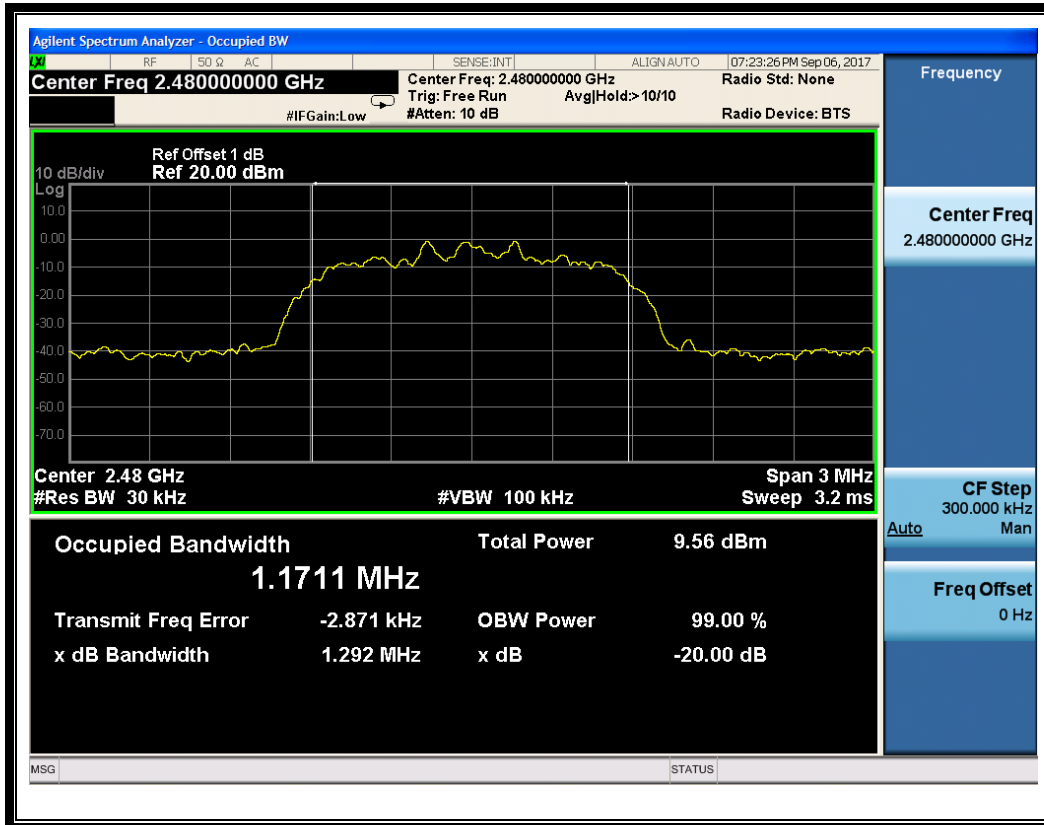 Agilent Spectrum Analyzer - Occupied BW
LXI RF 50 Ω AC SENSE:INT ALIGN AUTO 07:23:26 PM Sep 06, 2017
Center Freq 2.480000000 GHz
Center Freq: 2.480000000 GHz
Radio Std: None
Trig: Free Run Avg|Hold:> 10/10
#IFGain:Low
#Atten: 10 dB
Radio Device: BTS
Ref Offset 1 dB
10 dB/div Ref 20.00 dBm
Log
10.0
0.00
-10.0
-20.0
-30.0
-40.0
-50.0
-60.0
-70.0
Center 2.48 GHz Span 3 MHz
#Res BW 30 kHz #VBW 100 kHz Sweep 3.2 ms
Occupied Bandwidth Total Power 9.56 dBm
1.1711 MHz
Transmit Freq Error -2.871 kHz OBW Power 99.00 %
x dB Bandwidth 1.292 MHz x dB -20.00 dB
MSG STATUS
Frequency
Center Freq
2.480000000 GHz
CF Step
300.000 kHz
Auto Man
Freq Offset
0 Hz